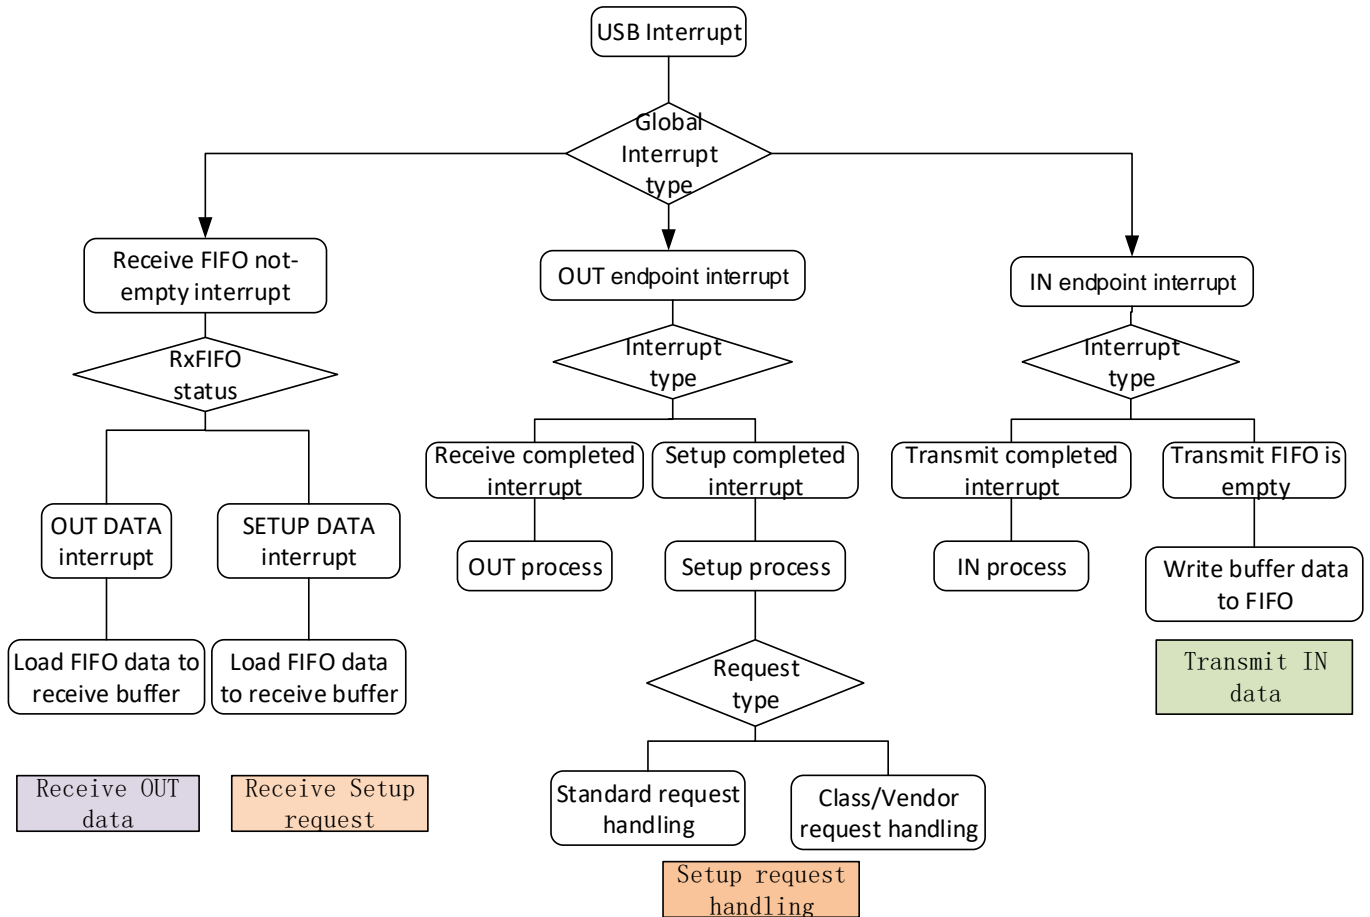 USB Interrupt
Global
Interrupt
type
Receive FIFO not-
empty interrupt
OUT endpoint interrupt
IN endpoint interrupt
RxFIFO
status
Interrupt
type
Interrupt
type
Receive completed
interrupt
Setup completed
interrupt
Transmit completed
interrupt
Transmit FIFO is
empty
OUT DATA
interrupt
SETUP DATA
interrupt
OUT process
Setup process
IN process
Write buffer data
to FIFO
Load FIFO data to
receive buffer
Load FIFO data
to receive buffer
Request
type
Transmit IN
data
Receive OUT
data
Receive Setup
request
Standard request
handling
Class/Vendor
request handling
Setup request
handling